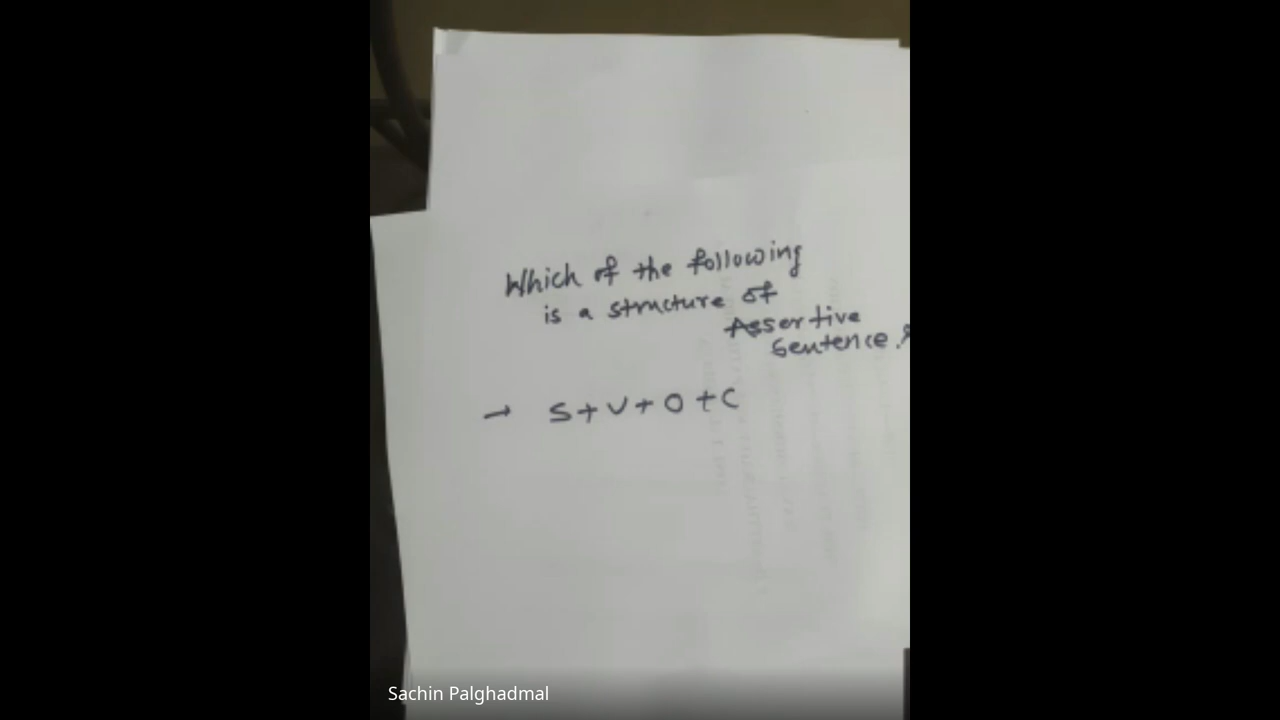 Which of the following
is a structure of
Assertive
Sentence.?
→ S+V+O+C
Sachin Palghadmal